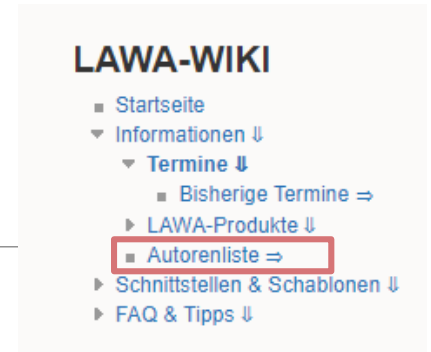 LAWA-WIKI
Startseite
Informationen ⇓
Termine ⇓
Bisherige Termine ⇒
LAWA-Produkte ⇓
Autorenliste ⇒
Schnittstellen & Schablonen ⇓
FAQ & Tipps ⇓